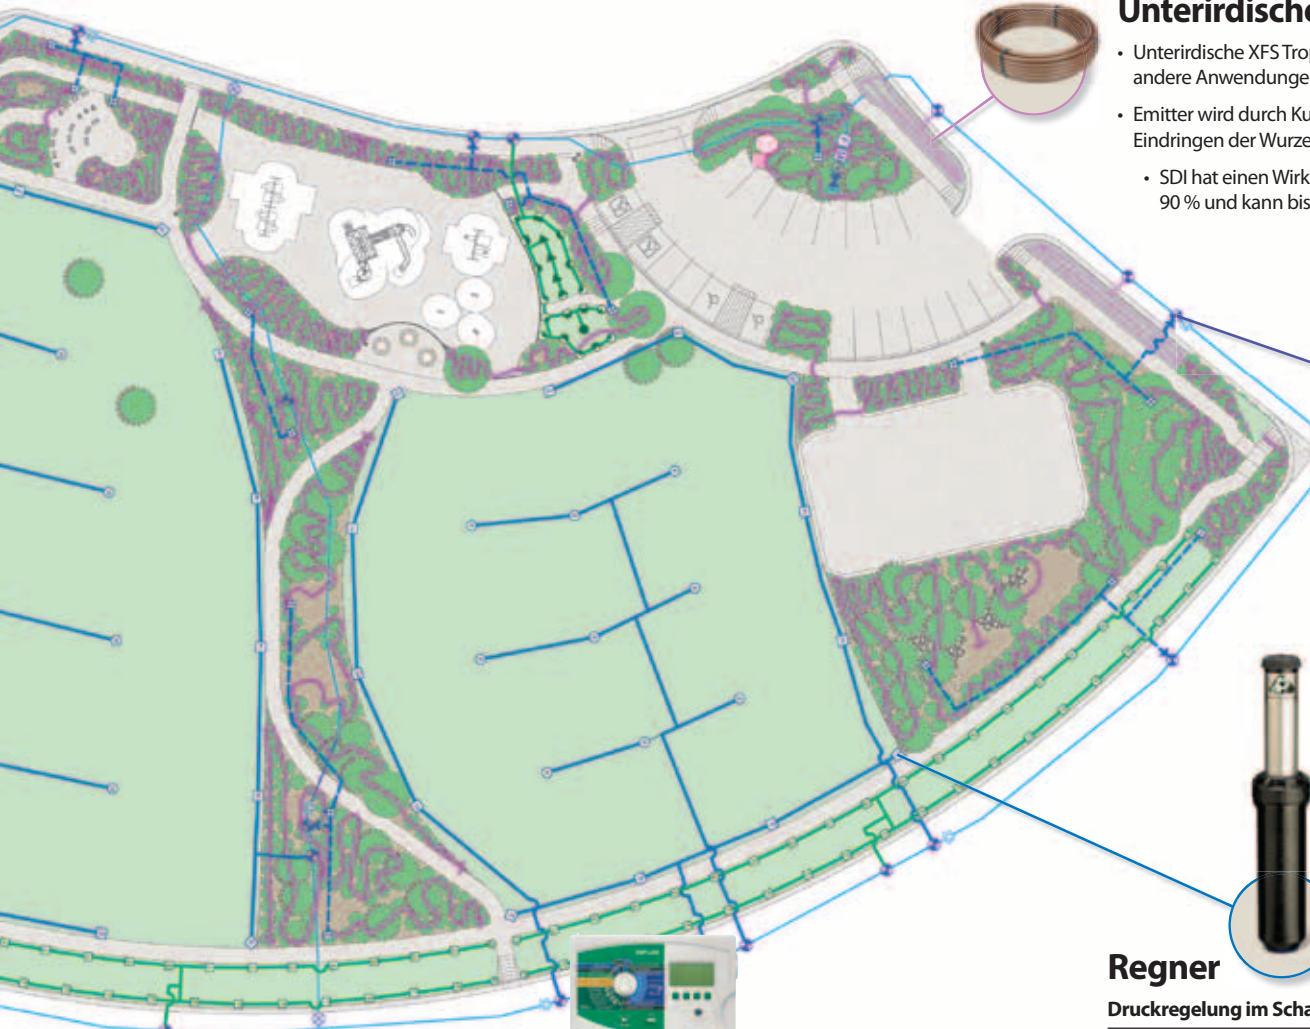 Unterirdische
• Unterirdische XFS Trop
andere Anwendunge
• Emitter wird durch Ku
Eindringen der Wurze
• SDI hat einen Wirk
90 % und kann bis
Regner
Druckregelung im Scha